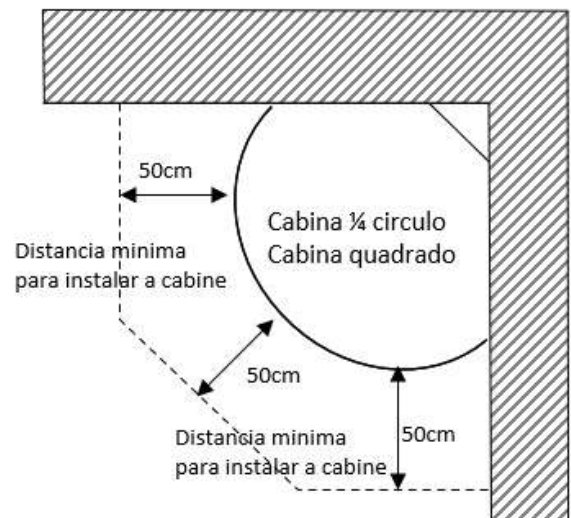 50cm
Cabina ¼ circulo
Cabina quadrado
Distancia minima
para instalar a cabine
50cm
50cm
Distancia minima
para instalar a cabine